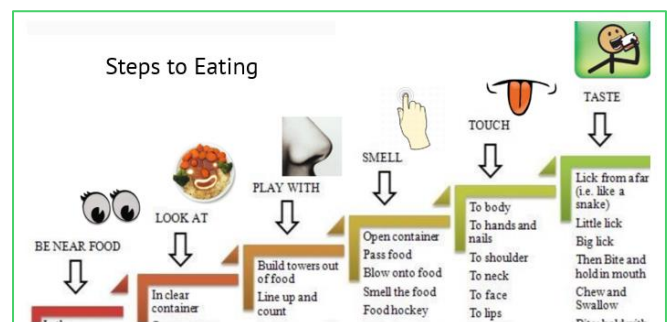 Steps to Eating
TASTE
TOUCH
SMELL
PLAY WITH
LOOK AT
BE NEAR FOOD
In clear
container
Build towers out
of food
Line up and
count
Open container
Pass food
Blow onto food
Smell the food
Food hockey
To body
To hands and
nails
To shoulder
To neck
To face
To lips
Lick from a far
(i.e. like a
snake)
Little lick
Big lick
Then Bite and
hold in mouth
Chew and
Swallow